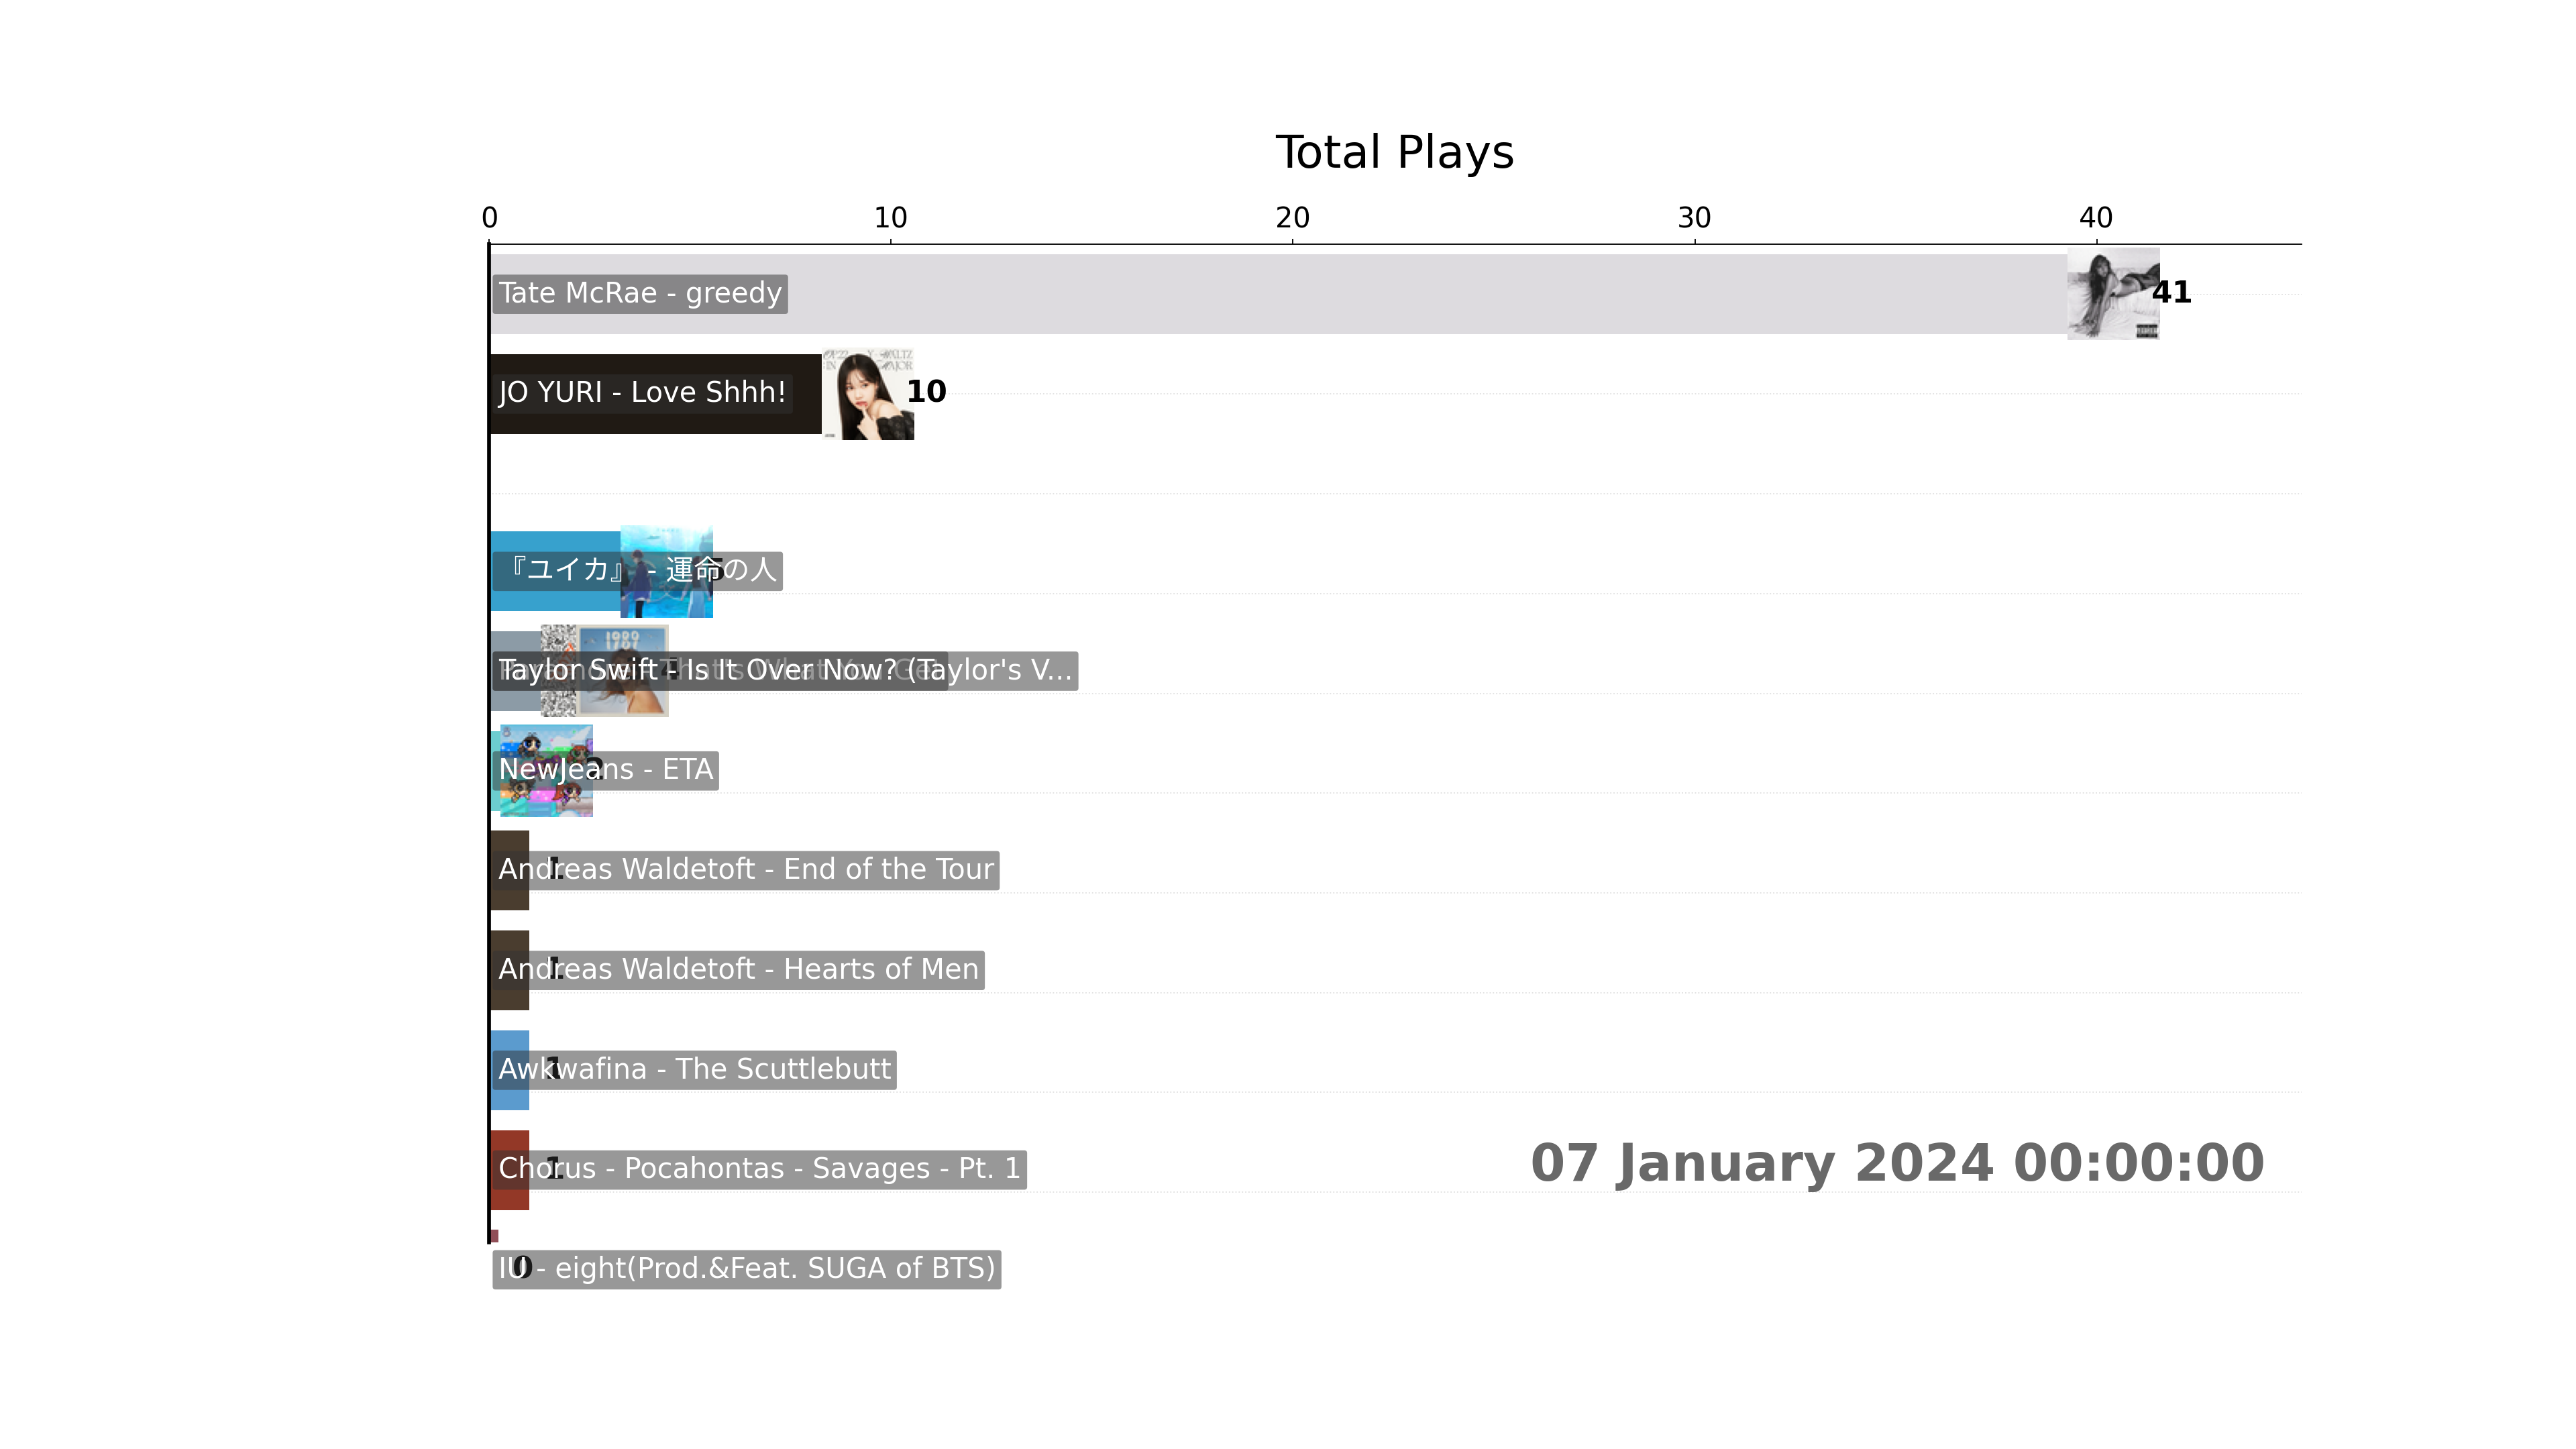 Total Plays
0 10 20 30 40
Tate McRae - greedy 41
JO YURI - Love Shhh! 10
『ユイカ』 - 運命の人 5
Taylor Swift - Is It Over Now? (Taylor's V... 4
NewJeans - ETA 2
Andreas Waldetoft - End of the Tour 1
Andreas Waldetoft - Hearts of Men 1
Awkwafina - The Scuttlebutt 1
Chorus - Pocahontas - Savages - Pt. 1 1
07 January 2024 00:00:00
IU - eight(Prod.&Feat. SUGA of BTS) 0